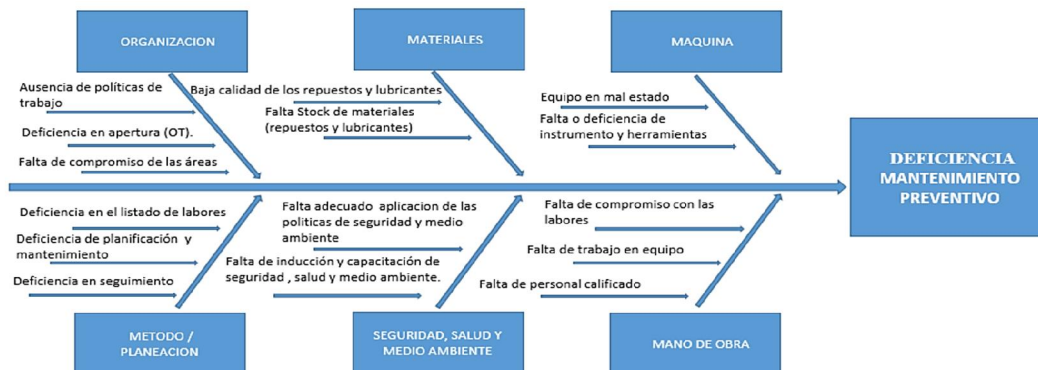 ORGANIZACION
MATERIALES
MAQUINA
Ausencia de políticas de
trabajo
Deficiencia en apertura (OT).
Falta de compromiso de las áreas
Baja calidad de los repuestos y lubricantes
Falta Stock de materiales
(repuestos y lubricantes)
Equipo en mal estado
Falta o deficiencia de
instrumento y herramientas
DEFICIENCIA
MANTENIMIENTO
PREVENTIVO
Deficiencia en el listado de labores
Deficiencia de planificación y
mantenimiento
Deficiencia en seguimiento
Falta adecuado aplicacion de las
politicas de seguridad y medio
ambiente
Falta de inducción y capacitación de
seguridad , salud y medio ambiente.
Falta de compromiso con las
labores
Falta de trabajo en equipo
Falta de personal calificado
METODO /
PLANEACION
SEGURIDAD, SALUD Y
MEDIO AMBIENTE
MANO DE OBRA